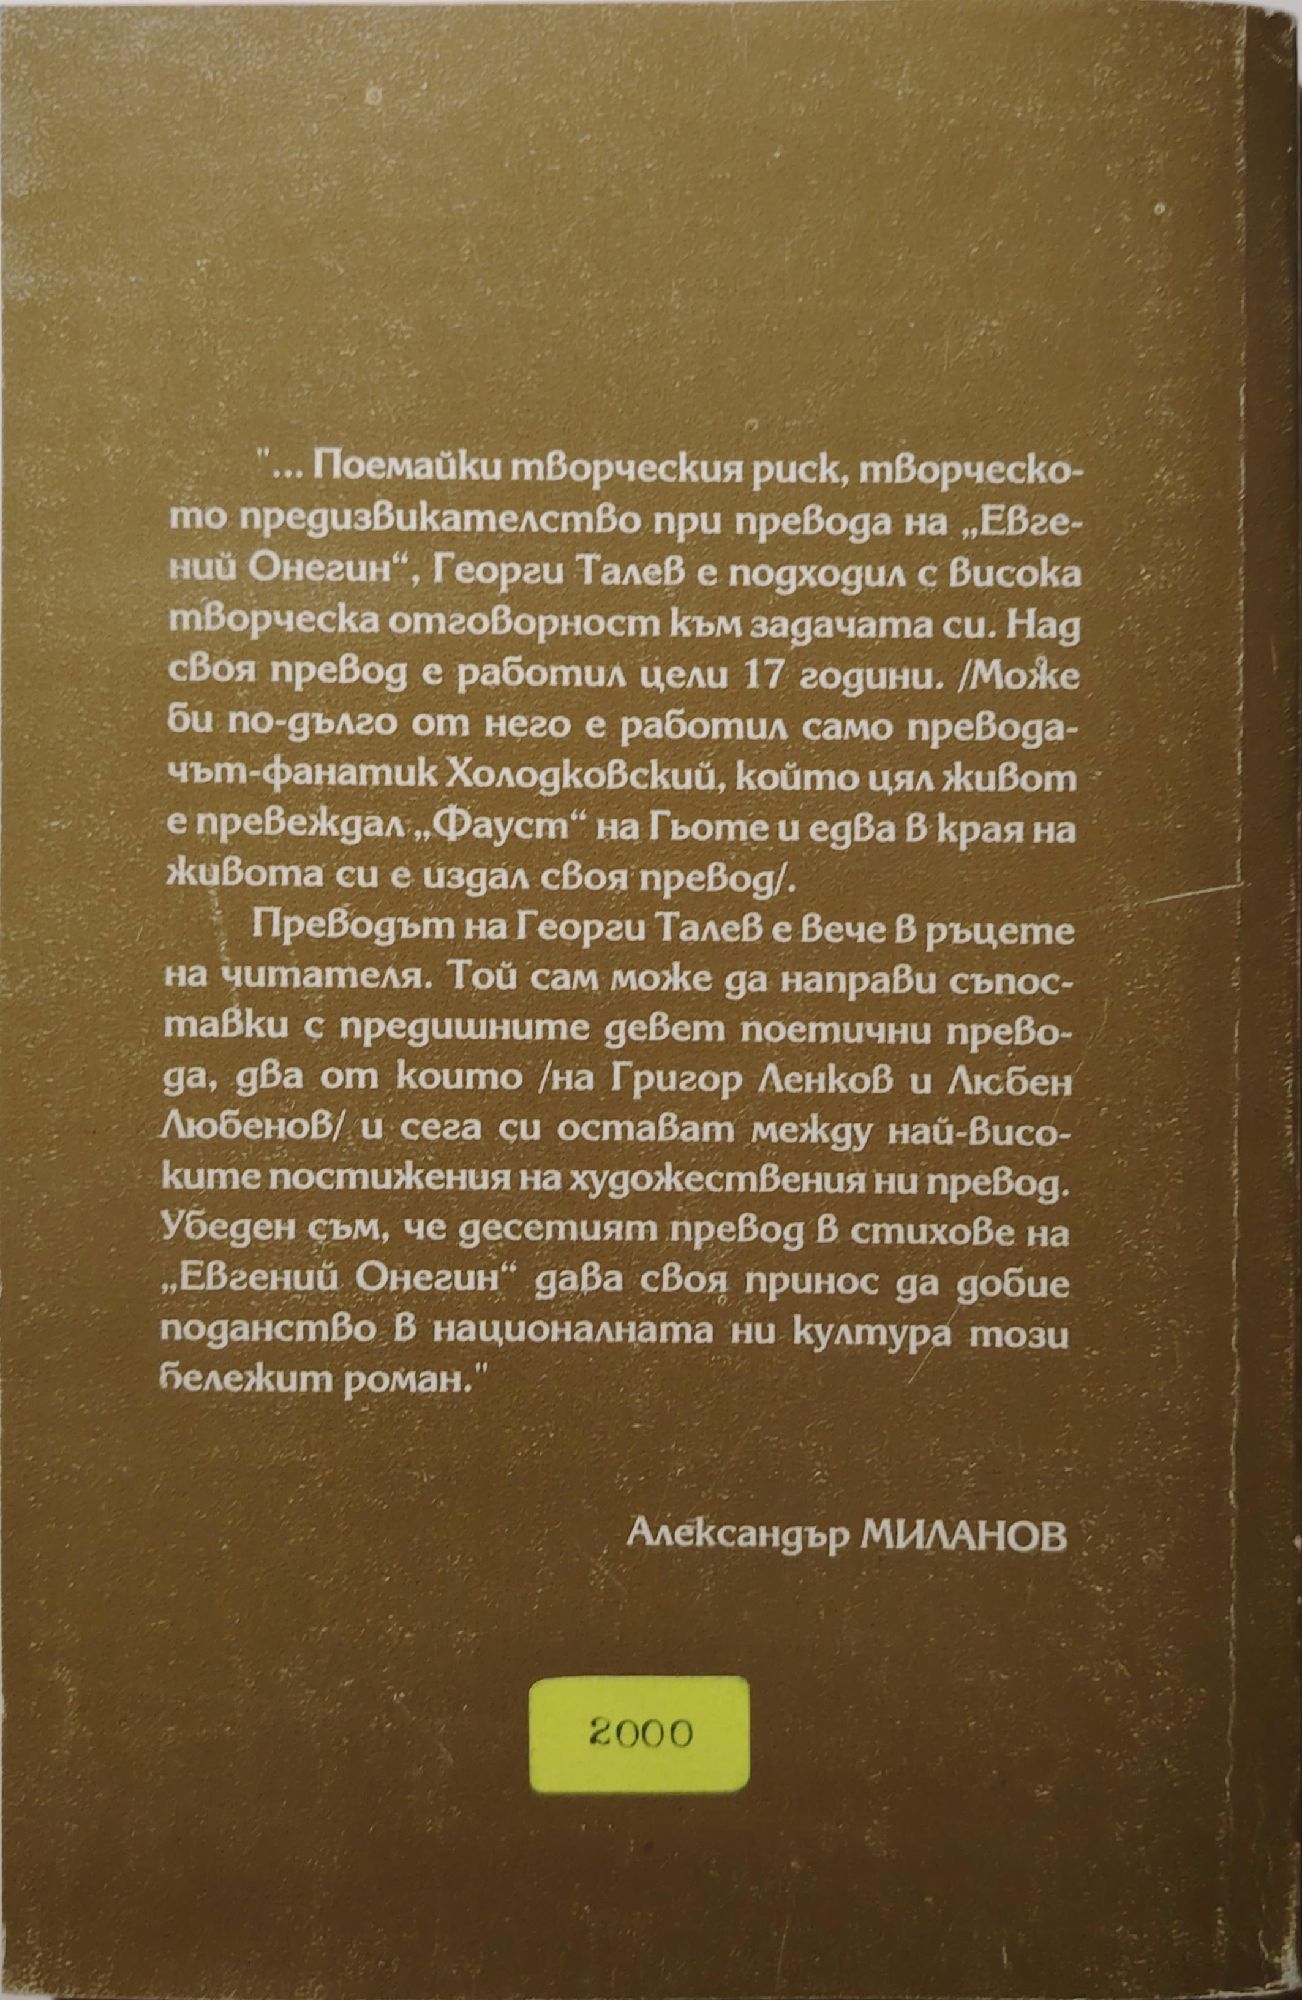 "... Поемайки творческия риск, творческо-
то предизвикателство при превода на „Евге-
ний Онегин“, Георги Талев е подходил с висока
творческа отговорност към задачата си. Над
своя превод е работил цели 17 години. /Може
би по-дълго от него е работил само превода-
чът-фанатик Холодковский, който цял живот
е превеждал „Фауст“ на Гьоте и едва в края на
живота си е издал своя превод/.
Преводът на Георги Талев е вече в ръцете
на читателя. Той сам може да направи съпос-
тавки с предишните девет поетични прево-
да, два от които /на Григор Ленков и Любен
Любенов/ и сега си остават между най-висо-
ките постижения на художествения ни превод.
Убеден съм, че десетият превод в стихове на
„Евгений Онегин“ дава своя принос да добие
поданство в националната ни култура този
бележит роман."
Александър МИЛАНОВ
2000